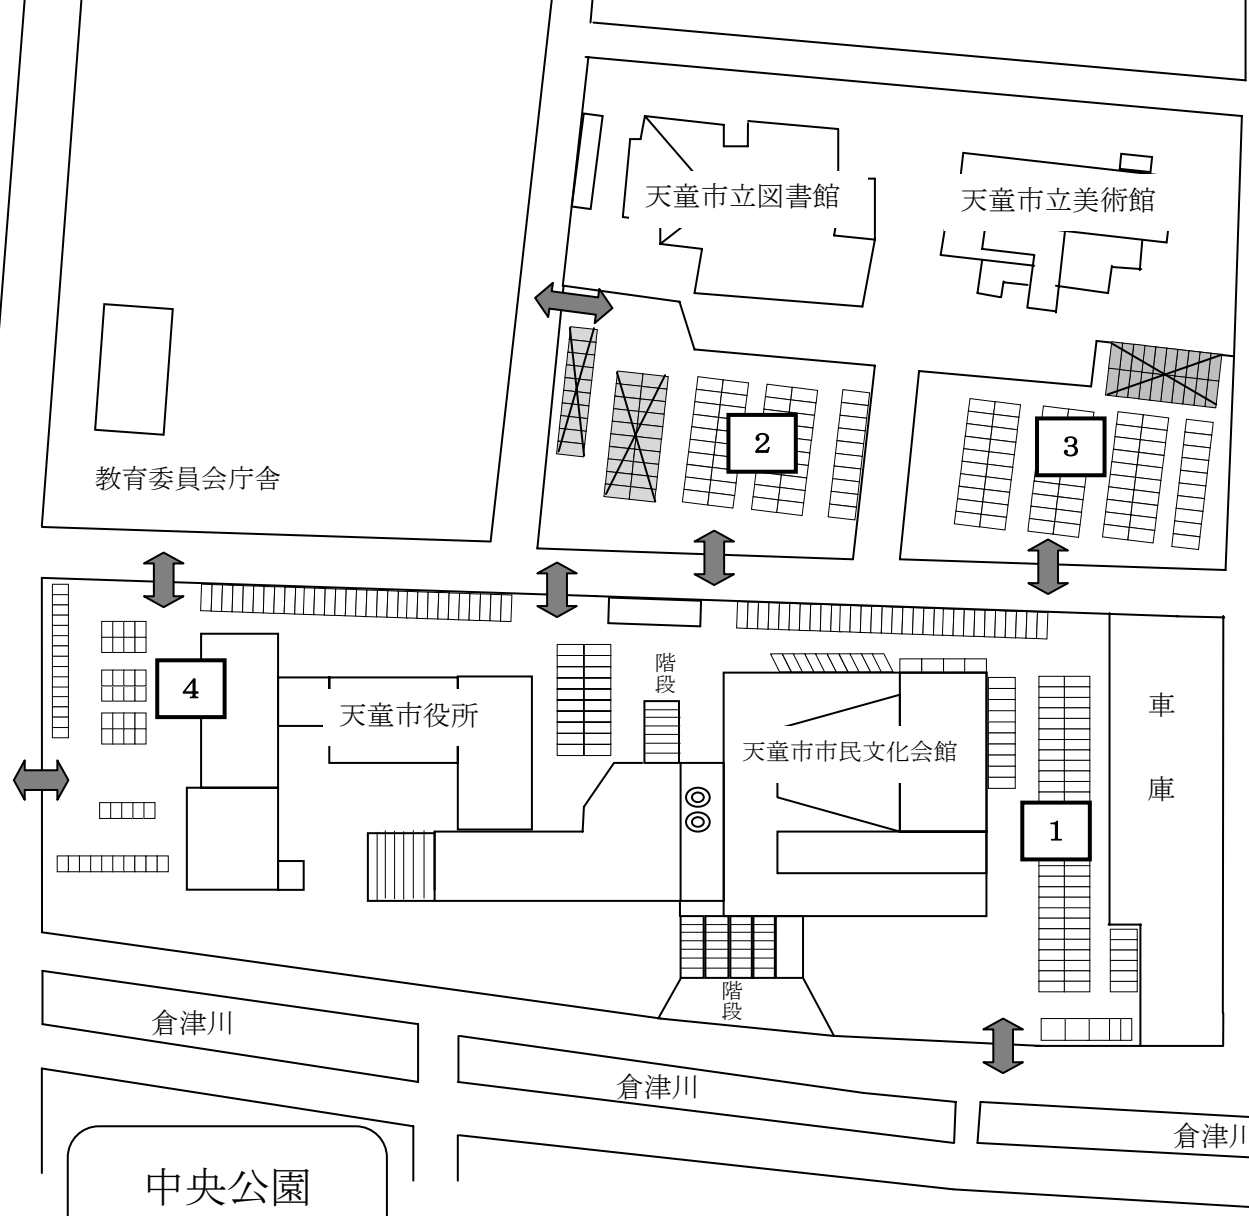 天童市立図書館
天童市立美術館
2
3
教育委員会庁舎
4
天童市役所
階段
天童市市民文化会館
車庫
1
階段
倉津川
倉津川
倉津川
中央公園